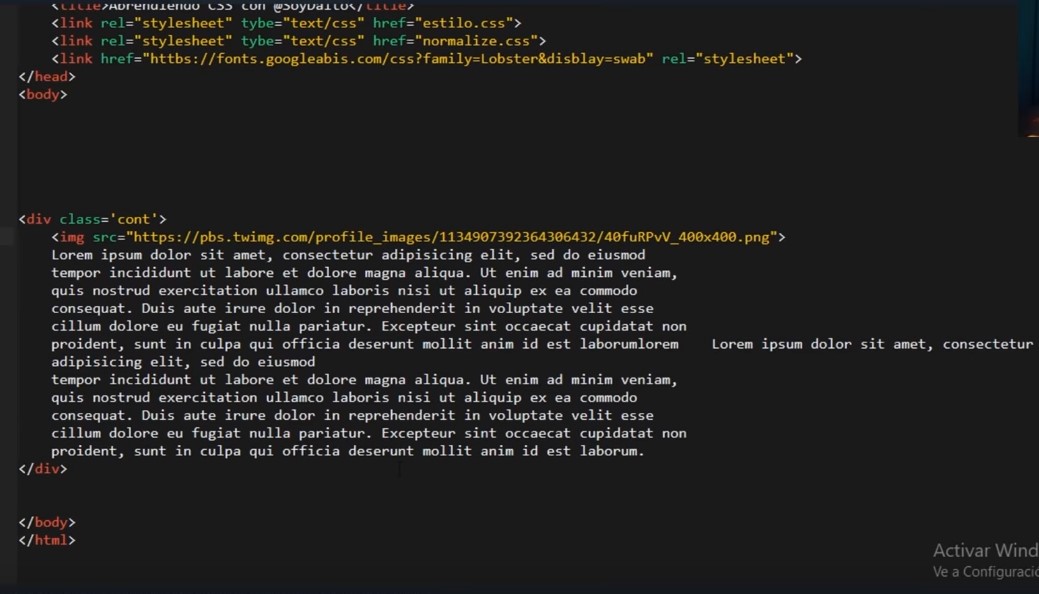 <title>Abrendiendo CSS con @SoyDalto</title>
<link rel="stylesheet" tybe="text/css" href="estilo.css">
<link rel="stylesheet" tybe="text/css" href="normalize.css">
<link href="httbs://fonts.googleabis.com/css?family=Lobster&disblay=swab" rel="stylesheet">
</head>
<body>
<div class='cont'>
<img src="https://pbs.twimg.com/profile_images/1134907392364306432/40fuRPvV_400x400.png">
Lorem ipsum dolor sit amet, consectetur adipisicing elit, sed do eiusmod
tempor incididunt ut labore et dolore magna aliqua. Ut enim ad minim veniam,
quis nostrud exercitation ullamco laboris nisi ut aliquip ex ea commodo
consequat. Duis aute irure dolor in reprehenderit in voluptate velit esse
cillum dolore eu fugiat nulla pariatur. Excepteur sint occaecat cupidatat non
proident, sunt in culpa qui officia deserunt mollit anim id est laborumlorem    Lorem ipsum dolor sit amet, consectetur
adipisicing elit, sed do eiusmod
tempor incididunt ut labore et dolore magna aliqua. Ut enim ad minim veniam,
quis nostrud exercitation ullamco laboris nisi ut aliquip ex ea commodo
consequat. Duis aute irure dolor in reprehenderit in voluptate velit esse
cillum dolore eu fugiat nulla pariatur. Excepteur sint occaecat cupidatat non
proident, sunt in culpa qui officia deserunt mollit anim id est laborum.
</div>
</body>
</html>
Activar Wind
Ve a Configuració